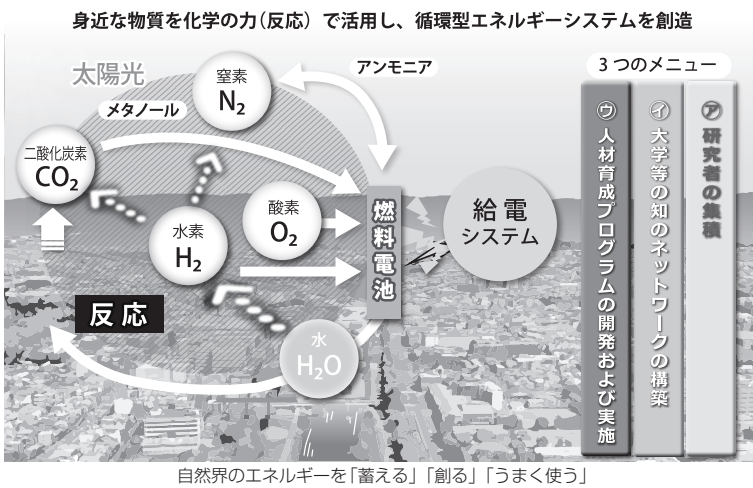 身近な物質を化学の力（反応）で活用し、循環型エネルギーシステムを創造
太陽光
窒素
N₂
アンモニア
メタノール
二酸化炭素
CO₂
水素
H₂
酸素
O₂
燃料電池
給電
システム
反応
水
H₂O
3つのメニュー
㋐研究者の集積
㋑大学等の知のネットワークの構築
㋒人材育成プログラムの開発および実施
自然界のエネルギーを「蓄える」「創る」「うまく使う」